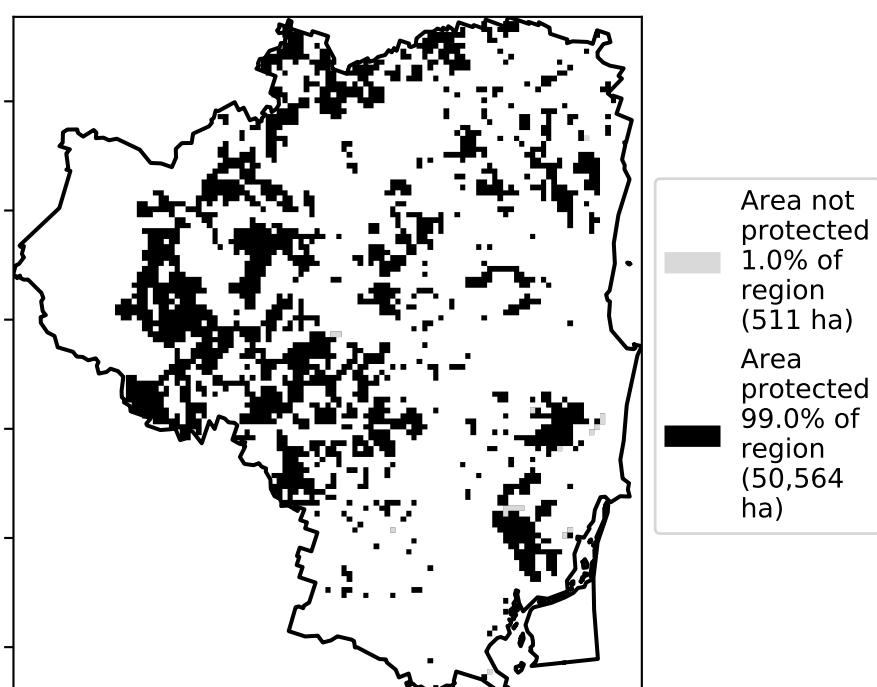 Area not
protected
1.0% of
region
(511 ha)
Area
protected
99.0% of
region
(50,564
ha)